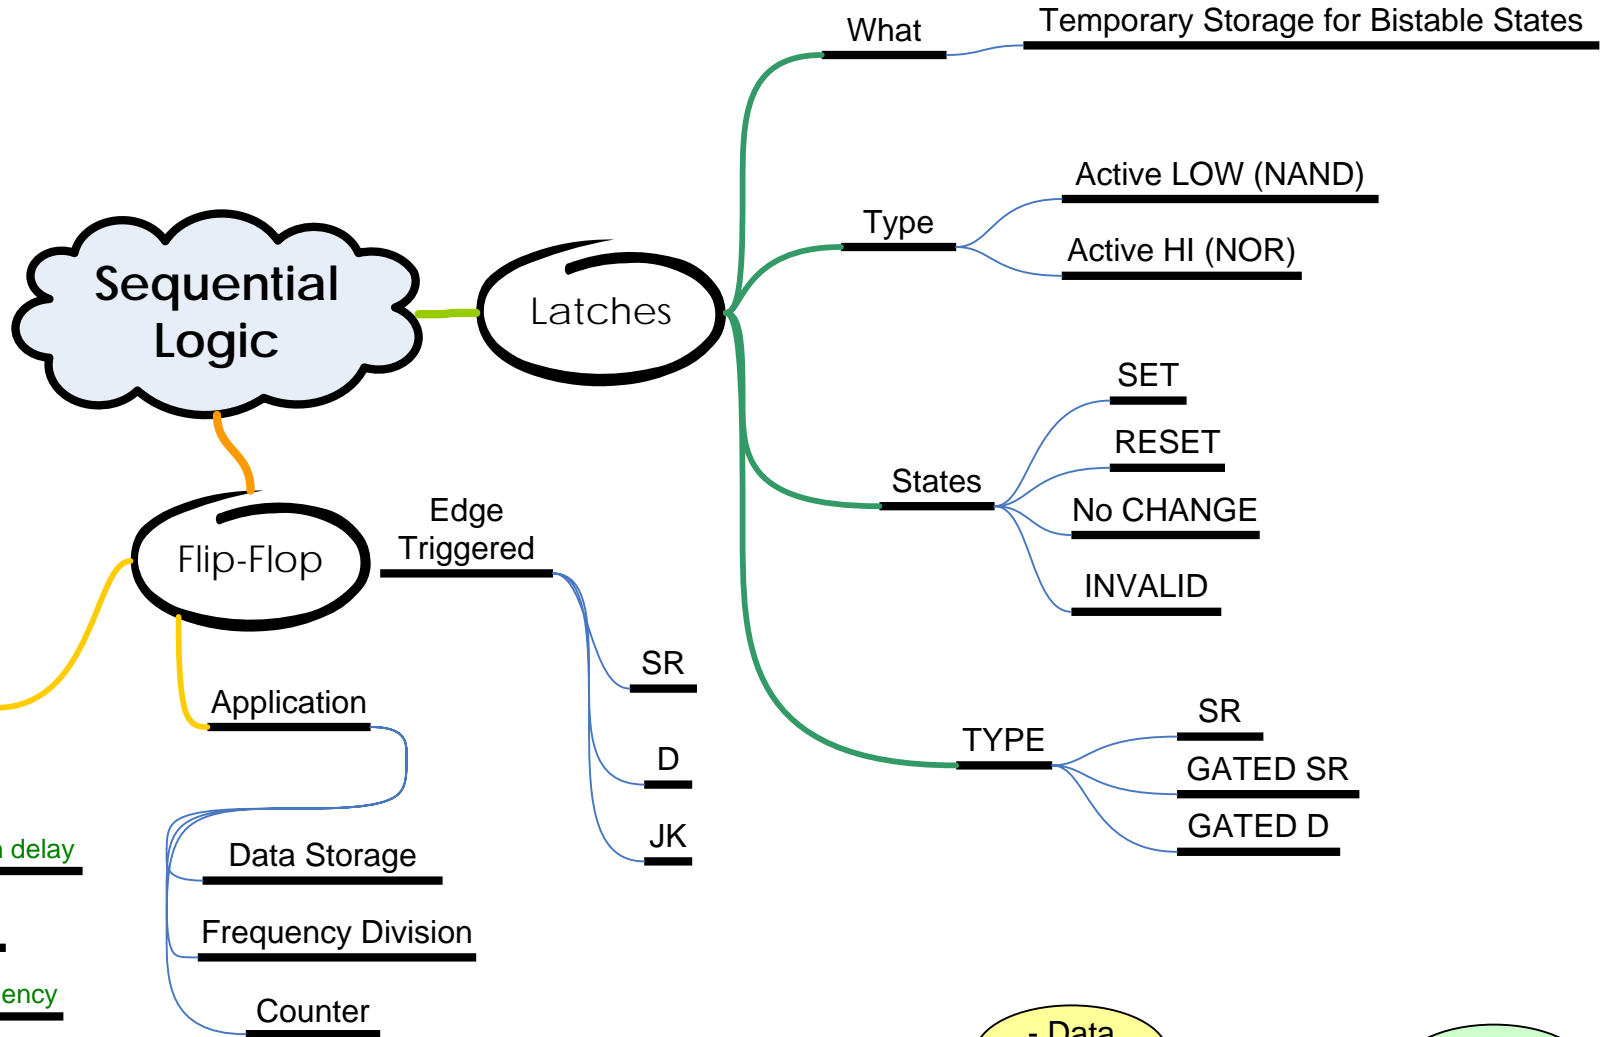 What
Temporary Storage for Bistable States
Type
Active LOW (NAND)
Active HI (NOR)
Sequential
Logic
Latches
States
SET
RESET
No CHANGE
INVALID
TYPE
SR
GATED SR
GATED D
Flip-Flop
Edge
Triggered
SR
D
JK
Application
Data Storage
Frequency Division
Counter
delay
ency
- Data